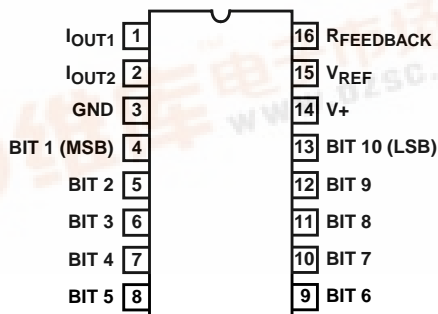 IOUT1 1 16 RFEEDBACK
IOUT2 2 15 VREF
GND 3 14 V+
BIT 1 (MSB) 4 13 BIT 10 (LSB)
BIT 2 5 12 BIT 9
BIT 3 6 11 BIT 8
BIT 4 7 10 BIT 7
BIT 5 8 9 BIT 6